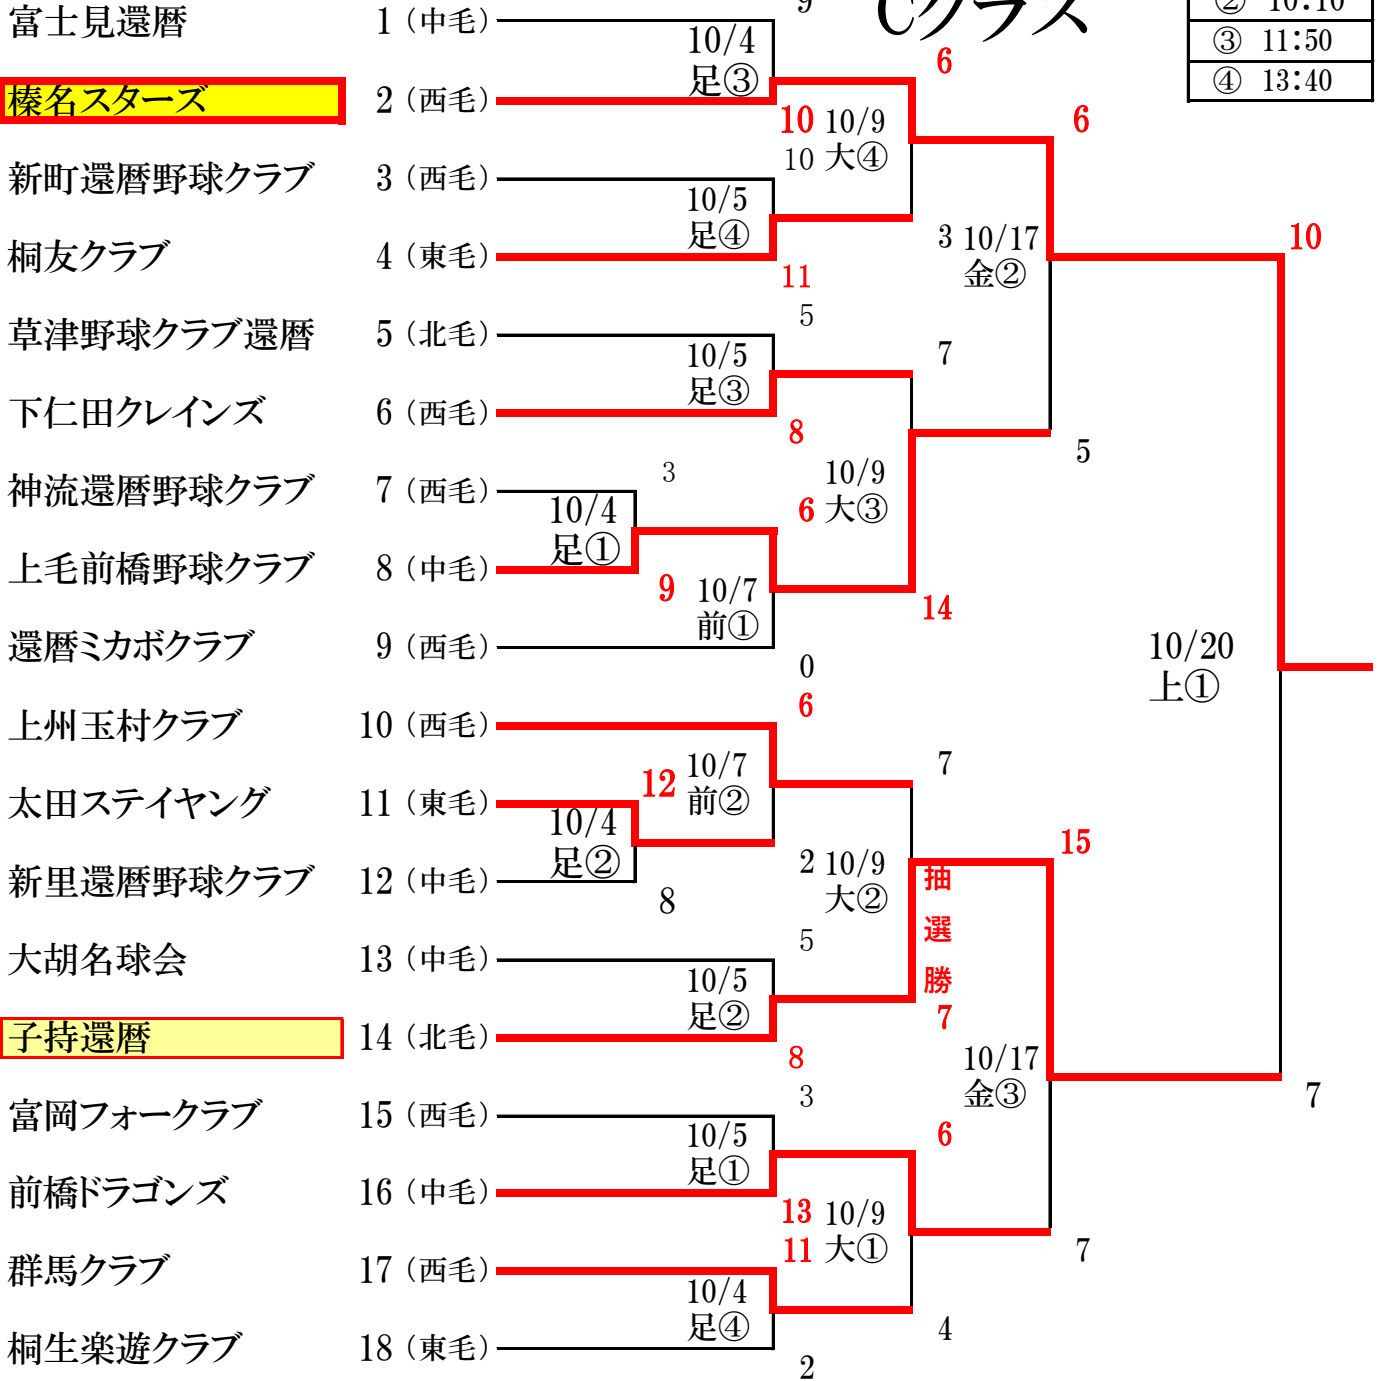 Cクラス
② 10:10
③ 11:50
④ 13:40
富士見還暦 1 (中毛) 9
10/4
足③
榛名スターズ 2 (西毛) 10
新町還暦野球クラブ 3 (西毛) 10
10/5
足④
桐友クラブ 4 (東毛) 11
草津野球クラブ還暦 5 (北毛) 5
10/5
足③
下仁田クレインズ 6 (西毛) 8
神流還暦野球クラブ 7 (西毛) 3
10/4
足①
上毛前橋野球クラブ 8 (中毛) 9
6
10/7
前①
還暦ミカボクラブ 9 (西毛) 0
上州玉村クラブ 10 (西毛) 6
10/7
前②
太田ステイヤング 11 (東毛) 12
10/4
足②
新里還暦野球クラブ 12 (中毛) 8
2
大胡名球会 13 (中毛) 5
10/5
足②
子持還暦 14 (北毛) 8
富岡フォークラブ 15 (西毛) 3
10/5
足①
前橋ドラゴンズ 16 (中毛) 13
群馬クラブ 17 (西毛) 11
10/4
足④
桐生楽遊クラブ 18 (東毛) 2
6
10/9
大④
3
7
10/9
大③
14
7
10/9
大②
抽
選
勝
7
6
10/9
大①
4
6
10/17
金②
5
15
10/17
金③
7
10
10/20
上①
7